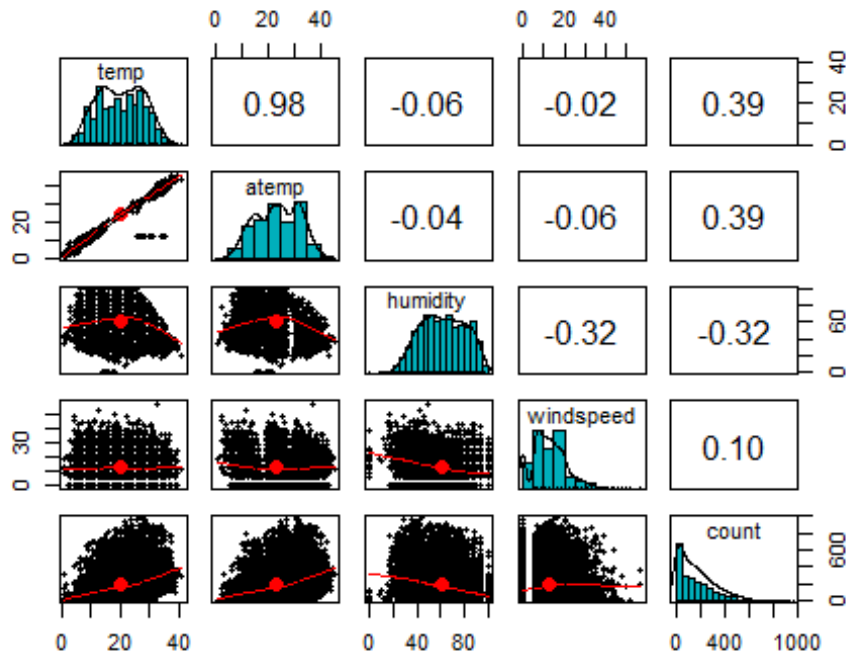 0 20 40 0 20 40
temp 0.98 -0.06 -0.02 0.39 0 20 40
0 20 atemp -0.04 -0.06 0.39
humidity -0.32 -0.32 0 60
0 30 windspeed 0.10
count 0 600
0 20 40 0 40 80 0 400 1000